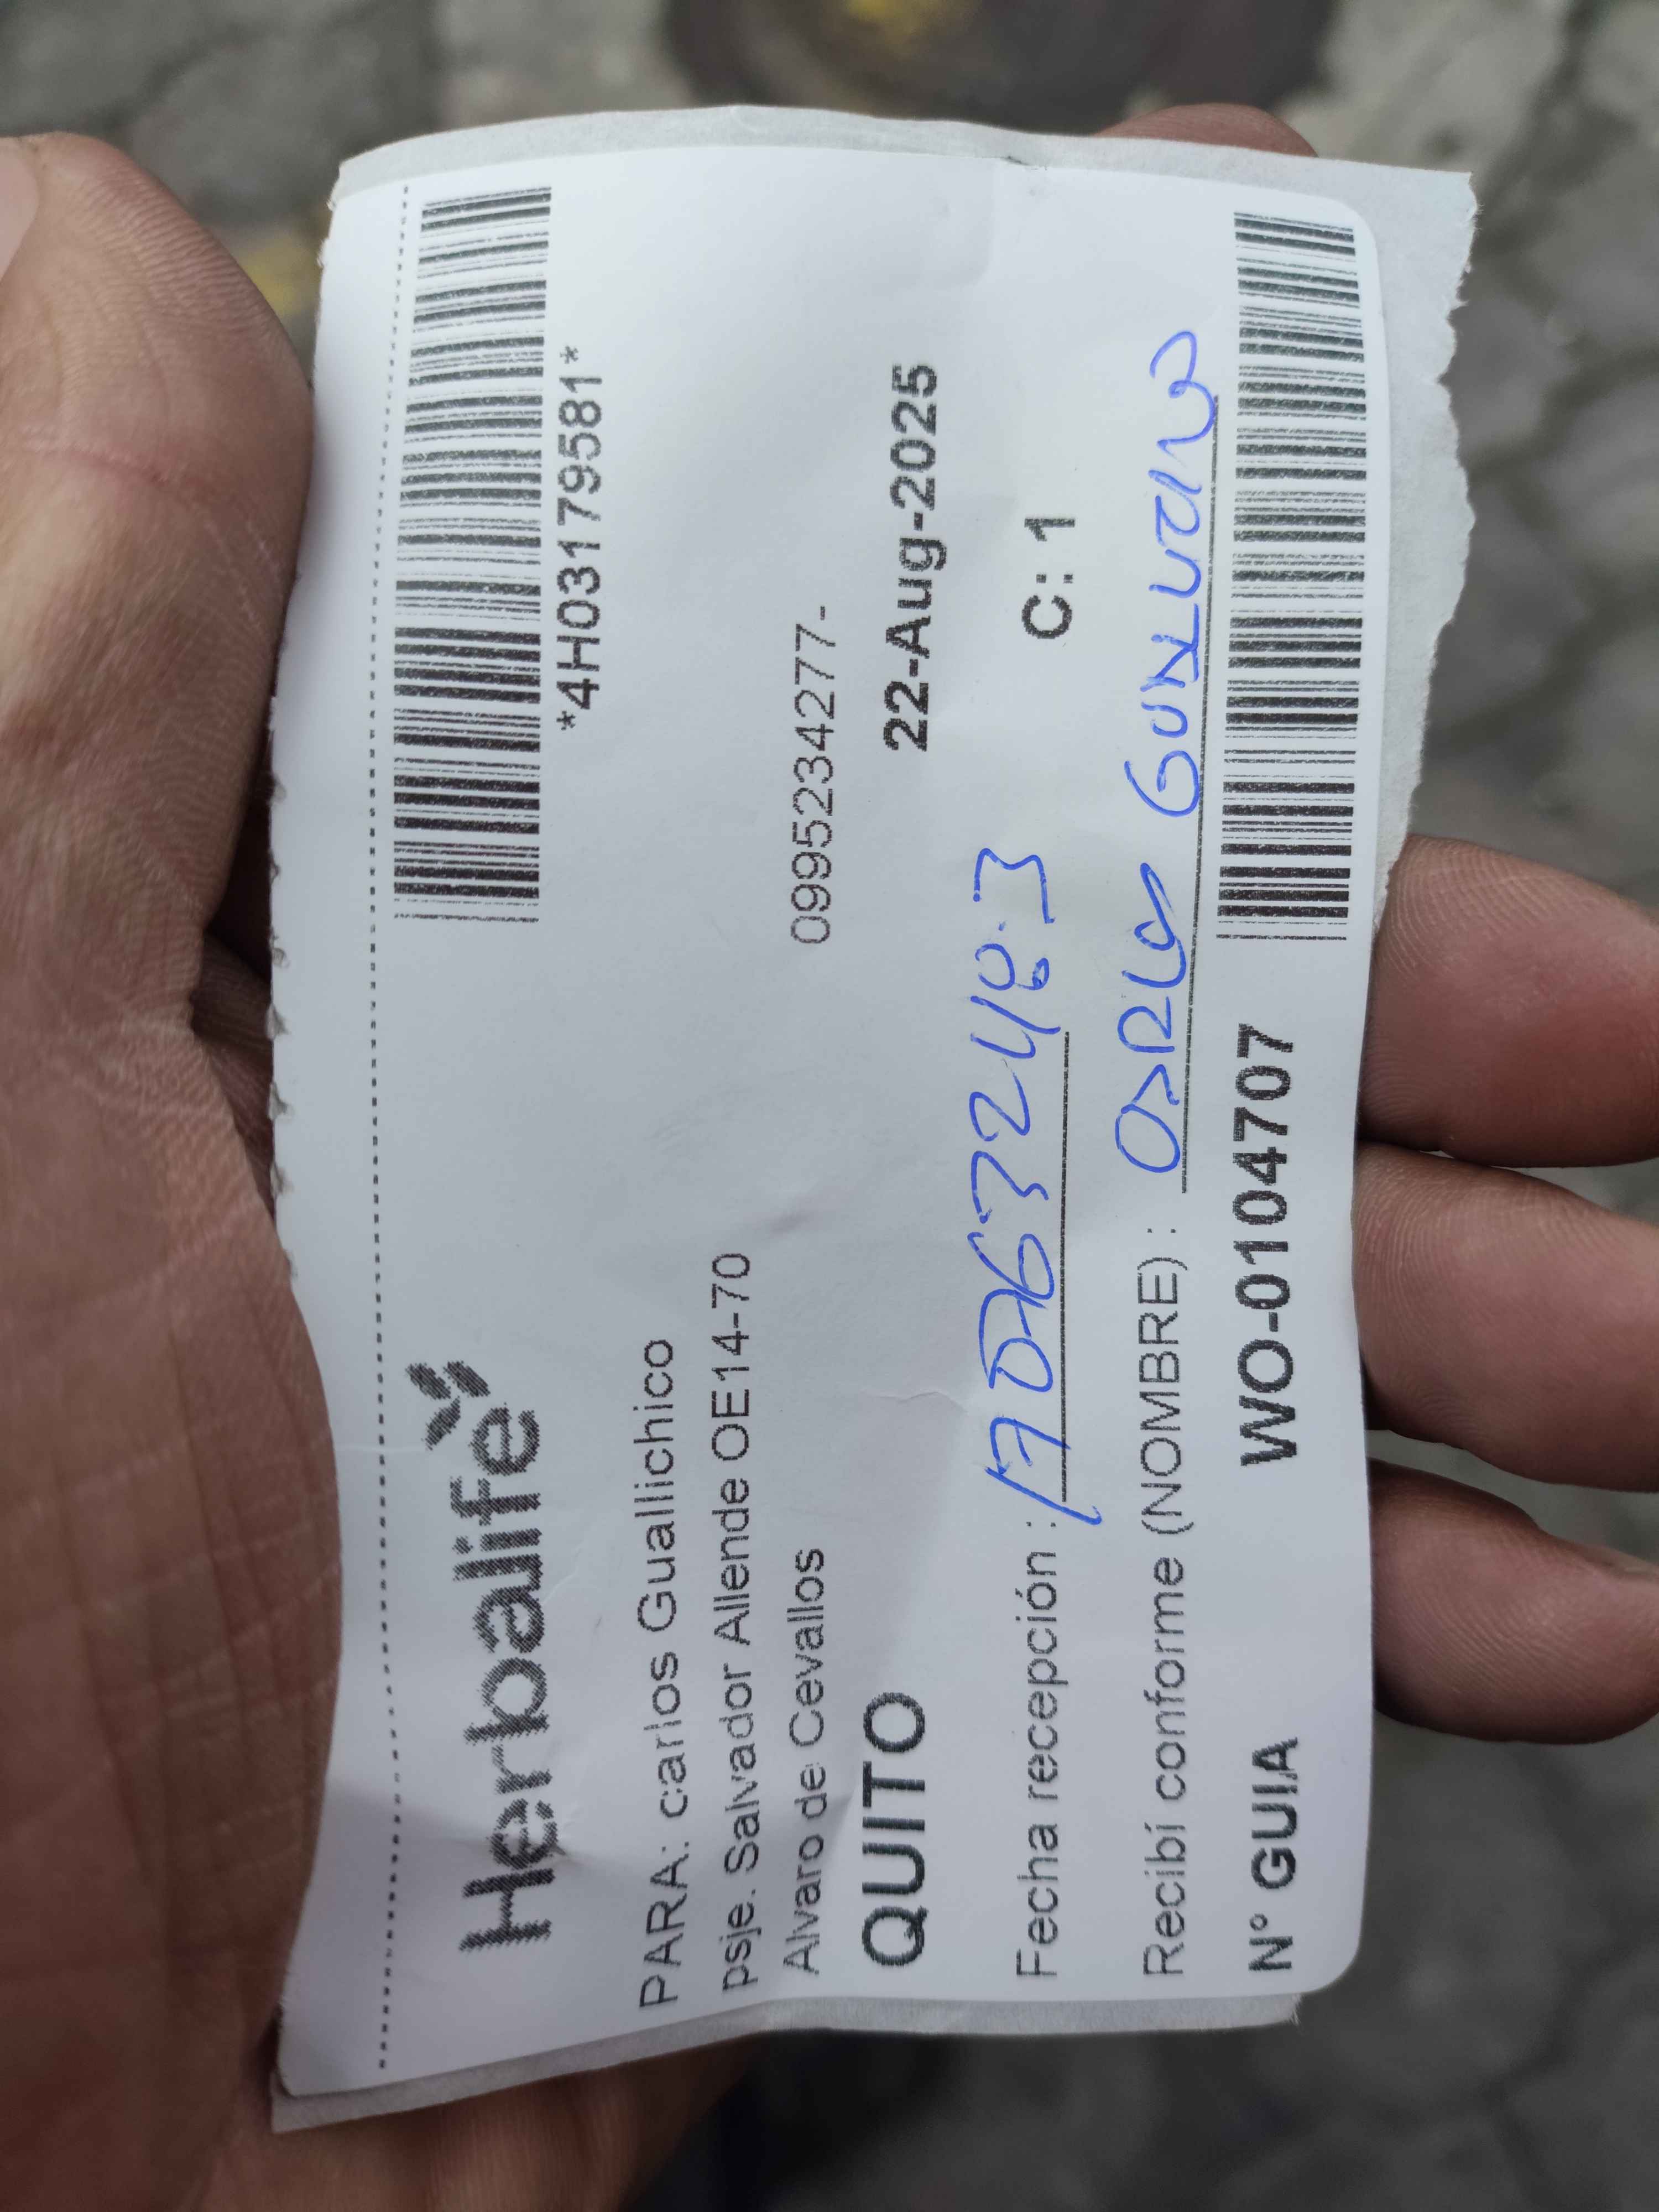 *4H03179581*
Herbalife
PARA: carlos Guallichico
psje. Salvador Allende OE14-70
Alvaro de Cevallos 0995234277-
QUITO 22-Aug-2025
Fecha recepción : C: 1
Recibí conforme (NOMBRE) :
N° GUIA WO-0104707